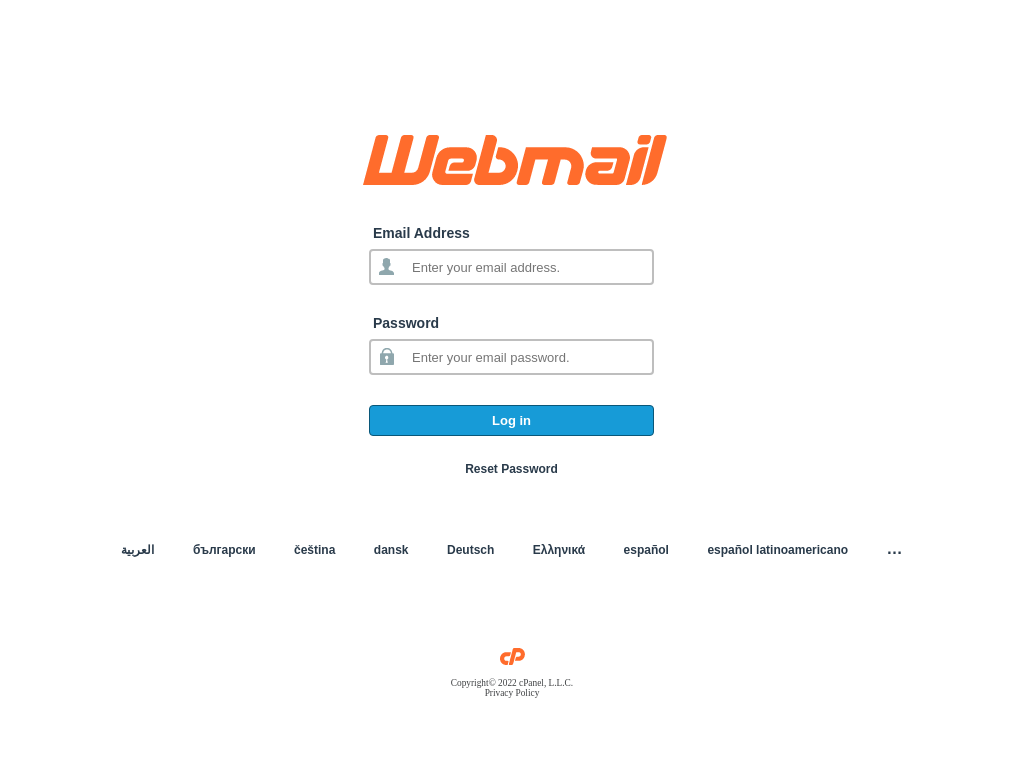 Webmail
Email Address
Enter your email address.
Password
Enter your email password.
Log in
Reset Password
العربية български čeština dansk Deutsch Ελληνικά español español latinoamericano …
cP
Copyright© 2022 cPanel, L.L.C.
Privacy Policy